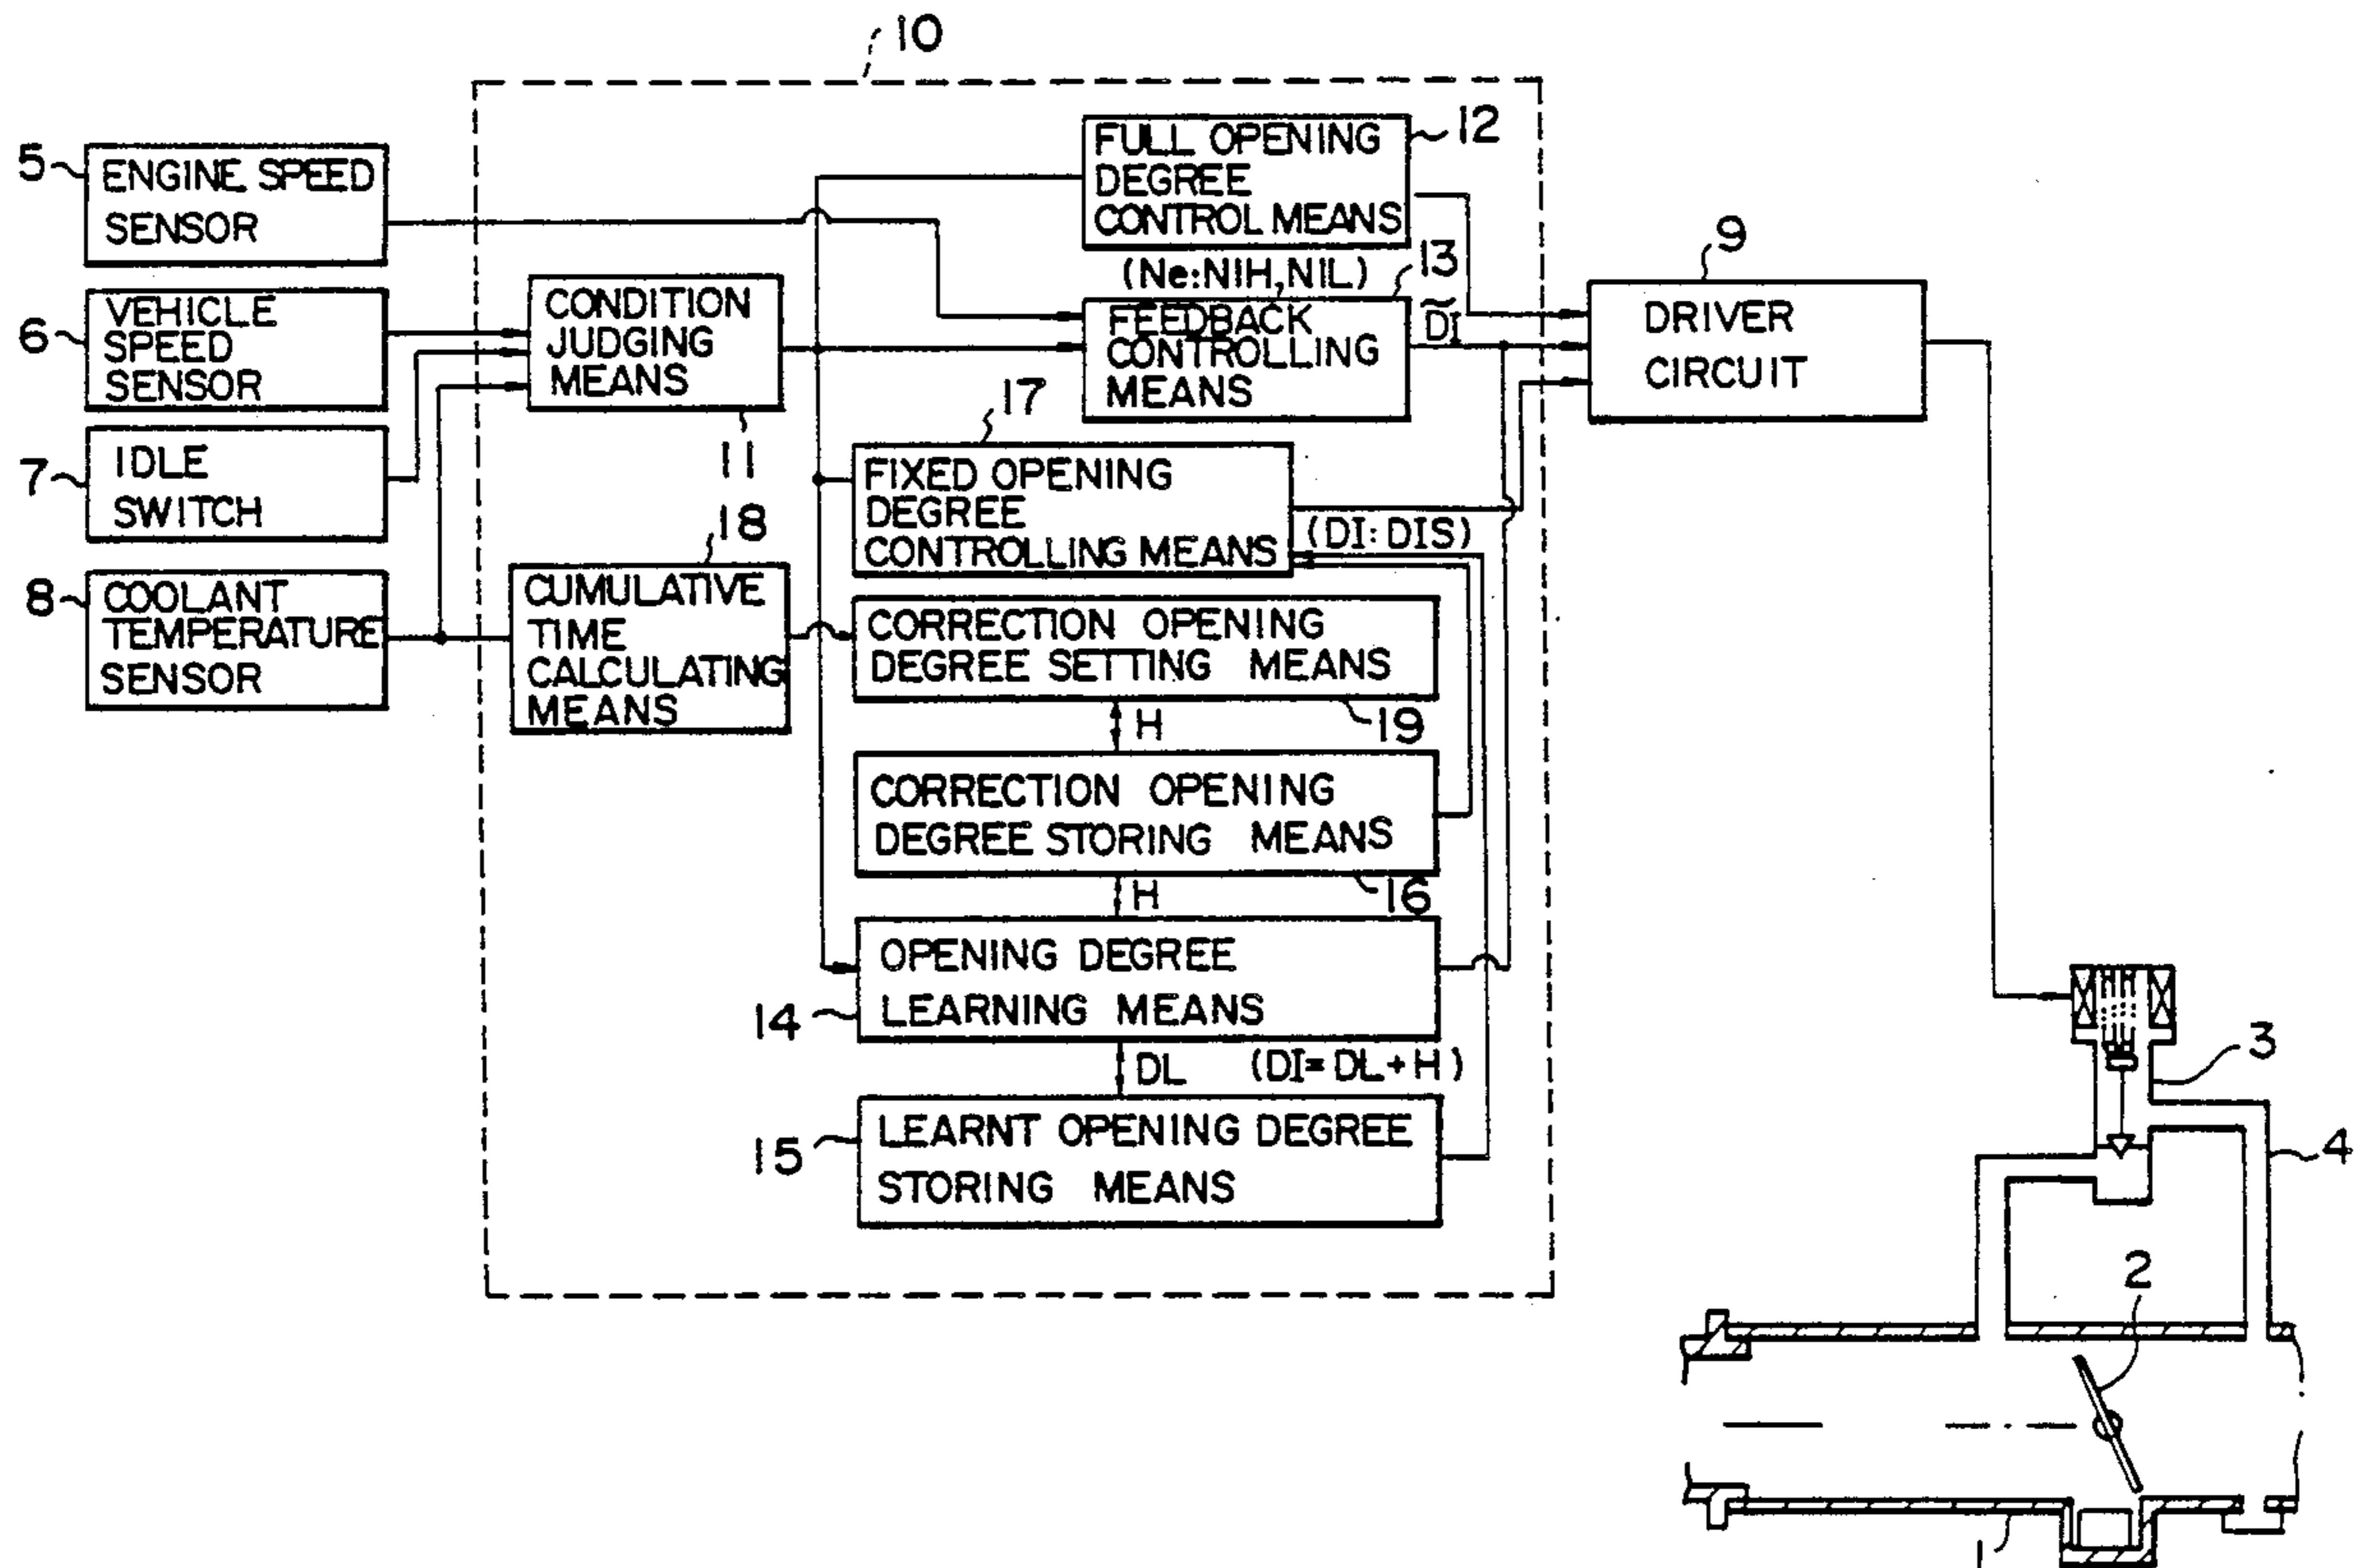 10
5
ENGINE SPEED
SENSOR
6
VEHICLE
SPEED
SENSOR
7
IDLE
SWITCH
8
COOLANT
TEMPERATURE
SENSOR
CONDITION
JUDGING
MEANS
11
18
CUMULATIVE
TIME
CALCULATING
MEANS
12
FULL OPENING
DEGREE
CONTROL MEANS
(Ne:NIH,NIL)
13
FEEDBACK
CONTROLLING
MEANS
DI
17
FIXED OPENING
DEGREE
CONTROLLING MEANS
(DI:DIS)
CORRECTION OPENING
DEGREE SETTING MEANS
19
H
CORRECTION OPENING
DEGREE STORING MEANS
16
H
OPENING DEGREE
LEARNING MEANS
14
DL
(DI=DL+H)
15
LEARNT OPENING DEGREE
STORING MEANS
9
DRIVER
CIRCUIT
3
4
2
1